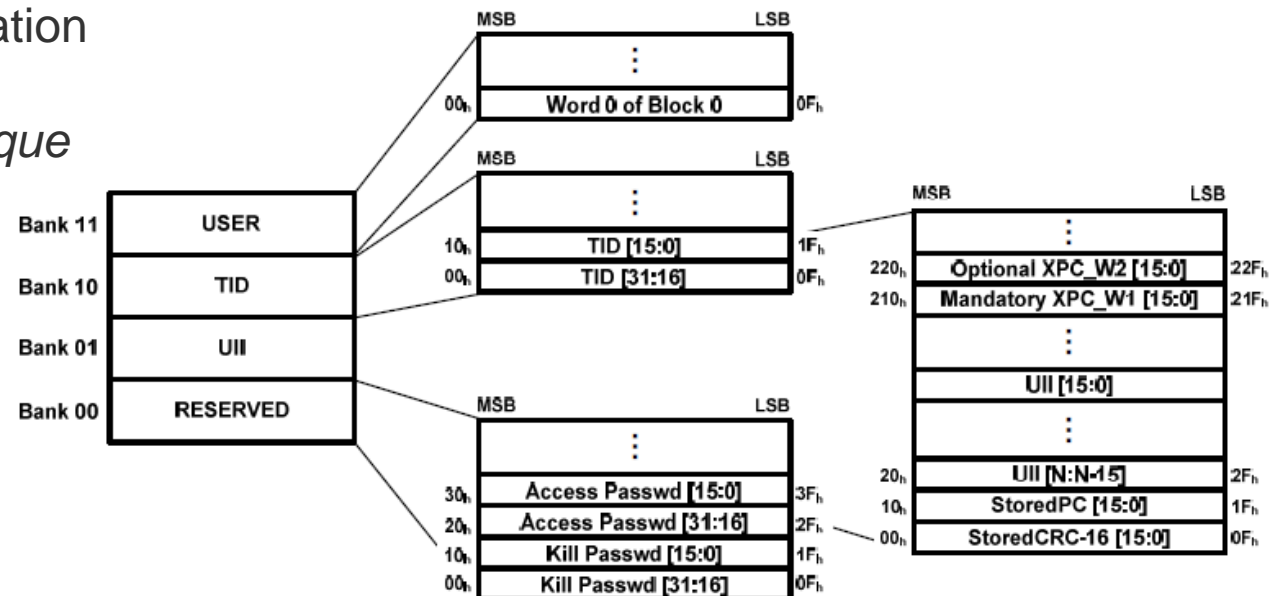 ation
que
MSB LSB
⋮
00h Word 0 of Block 0 0Fh
MSB LSB
⋮
10h TID [15:0] 1Fh
00h TID [31:16] 0Fh
Bank 11 USER
Bank 10 TID
Bank 01 UII
Bank 00 RESERVED
MSB LSB
⋮
30h Access Passwd [15:0] 3Fh
20h Access Passwd [31:16] 2Fh
10h Kill Passwd [15:0] 1Fh
00h Kill Passwd [31:16] 0Fh
MSB LSB
⋮
220h Optional XPC_W2 [15:0] 22Fh
210h Mandatory XPC_W1 [15:0] 21Fh
⋮
UII [15:0]
⋮
20h UII [N:N-15] 2Fh
10h StoredPC [15:0] 1Fh
00h StoredCRC-16 [15:0] 0Fh